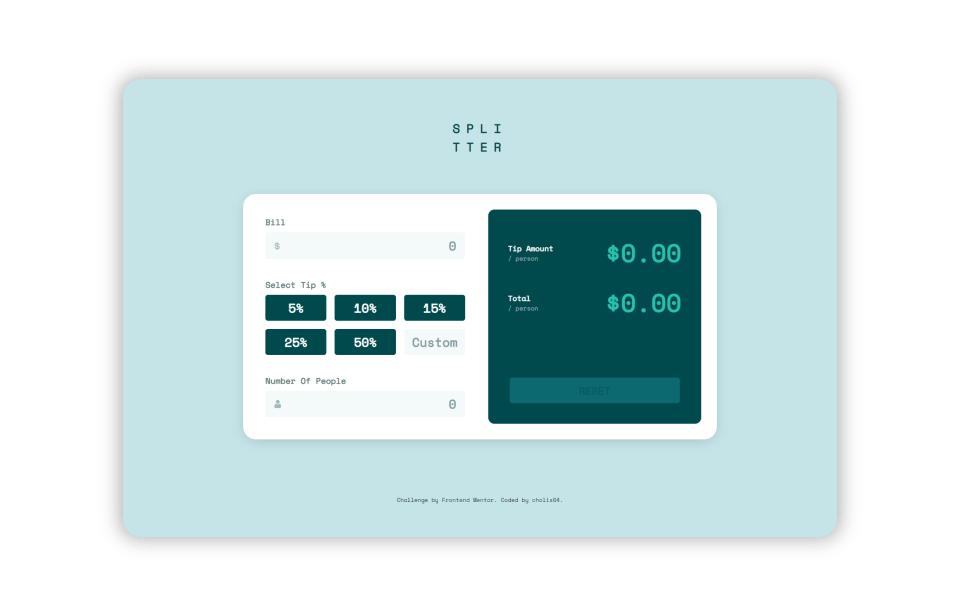 SPLI
TTER
Bill
$ 0
Select Tip %
5% 10% 15%
25% 50% Custom
Number Of People
0
Tip Amount
/ person
$0.00
Total
/ person
$0.00
RESET
Challenge by Frontend Mentor. Coded by cholis04.